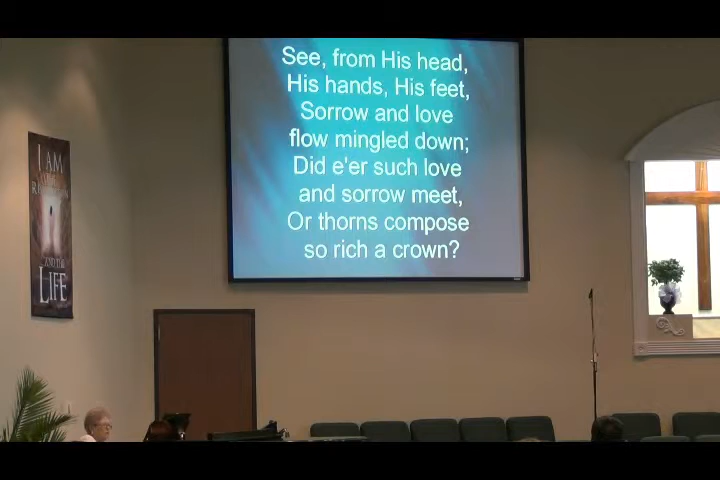 See, from His head,
His hands, His feet,
Sorrow and love
flow mingled down;
Did e'er such love
and sorrow meet,
Or thorns compose
so rich a crown?
I AM
LIFE